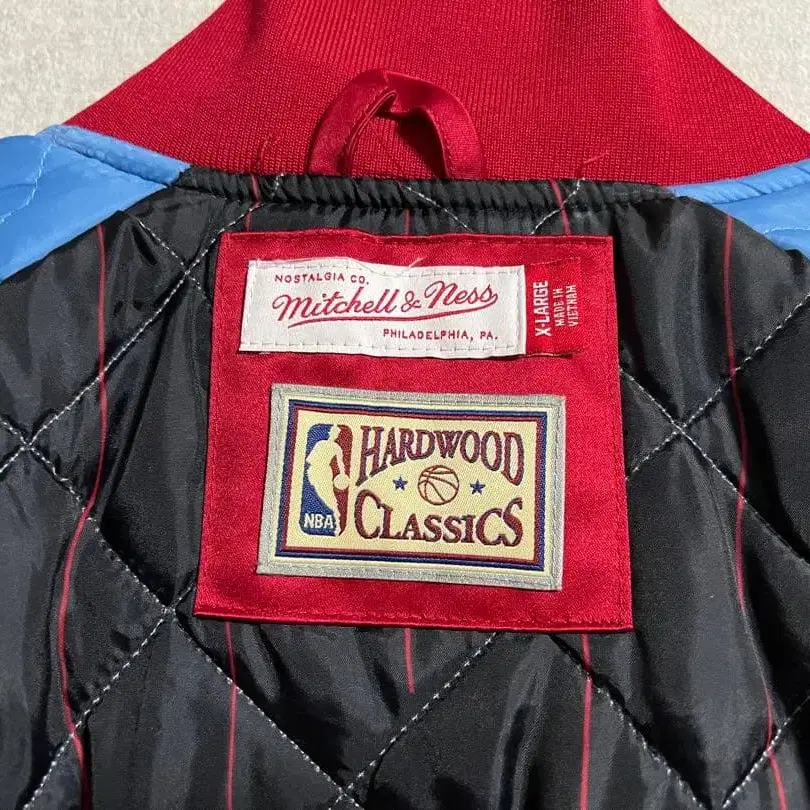 NOSTALGIA CO.
Mitchell & Ness
PHILADELPHIA, PA.
X-LARGE
MADE IN
VIETNAM
NBA
HARDWOOD
CLASSICS